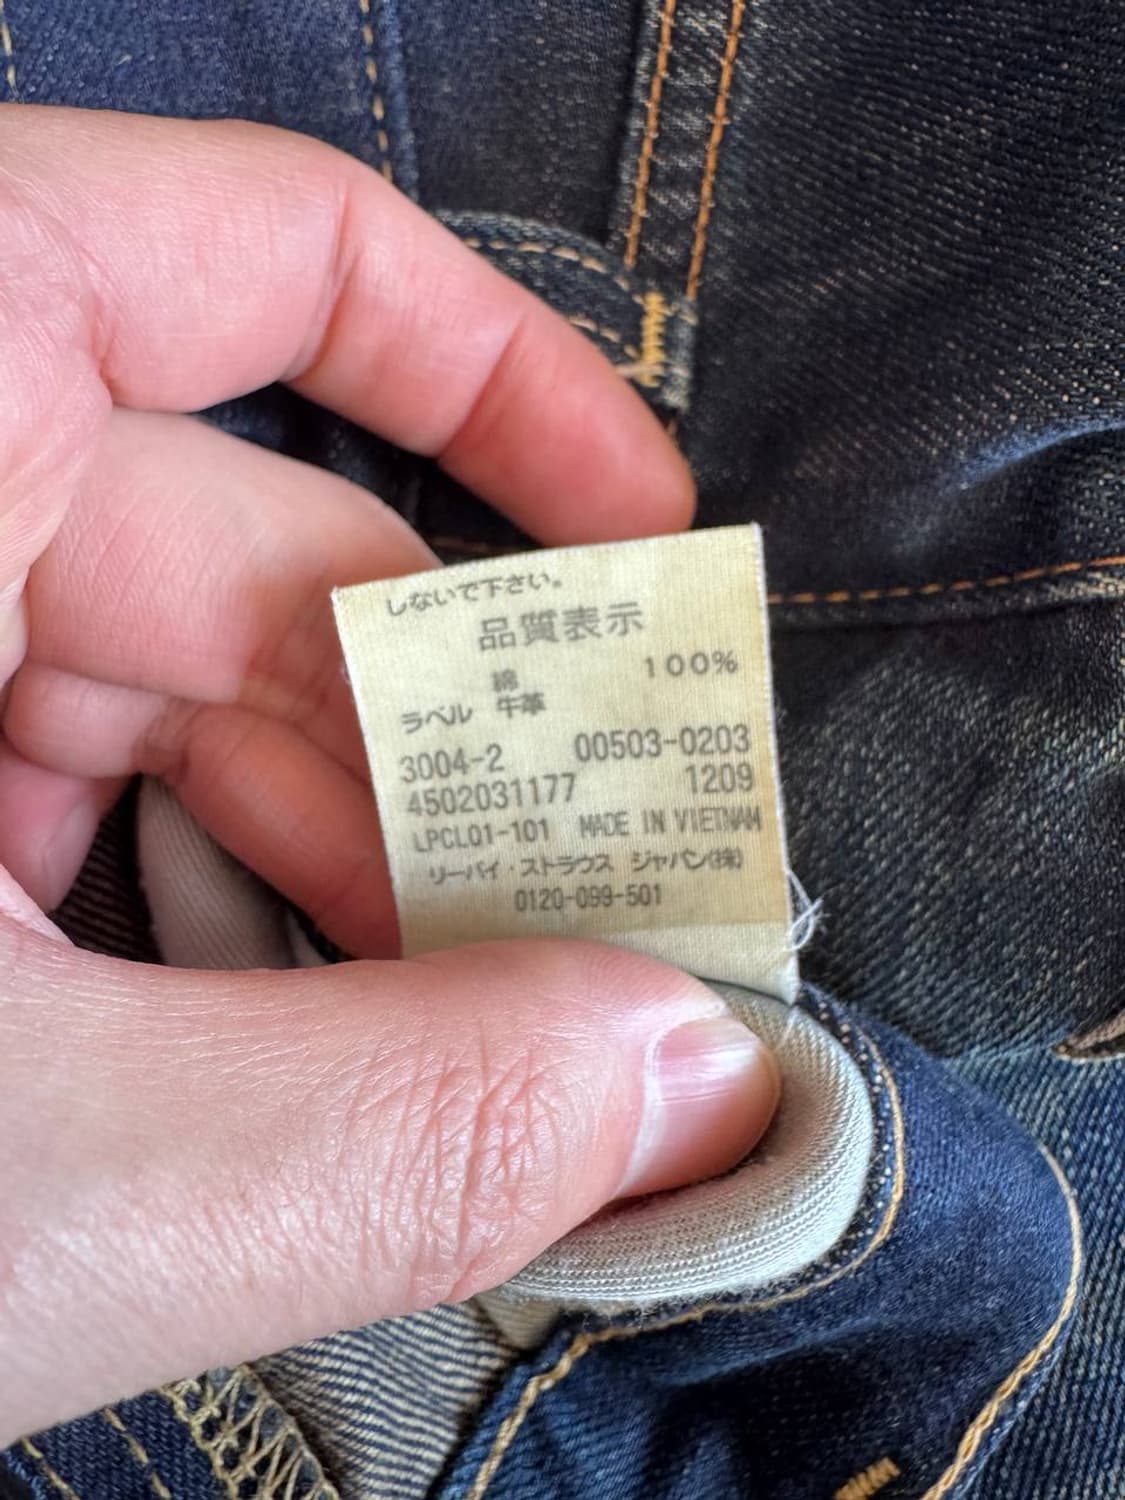 しないで下さい。
品質表示
綿 100%
ラベル 牛革
3004-2 00503-0203
4502031177 1209
LPCL01-101 MADE IN VIETNAM
リーバイ・ストラウス ジャパン(株)
0120-099-501